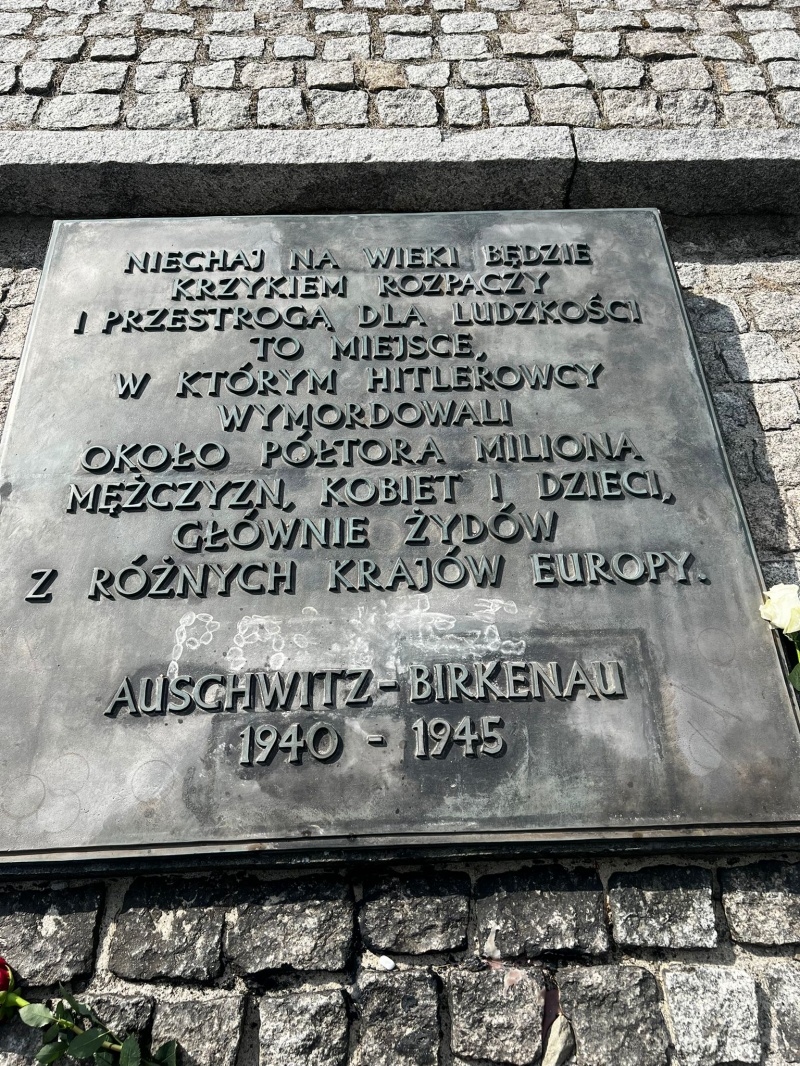 NIECHAJ NA WIEKI BĘDZIE
KRZYKIEM ROZPACZY
I PRZESTROGĄ DLA LUDZKOŚCI
TO MIEJSCE,
W KTÓRYM HITLEROWCY
WYMORDOWALI
OKOŁO PÓŁTORA MILIONA
MĘŻCZYZN, KOBIET I DZIECI,
GŁÓWNIE ŻYDÓW
Z RÓŻNYCH KRAJÓW EUROPY.
AUSCHWITZ-BIRKENAU
1940 - 1945